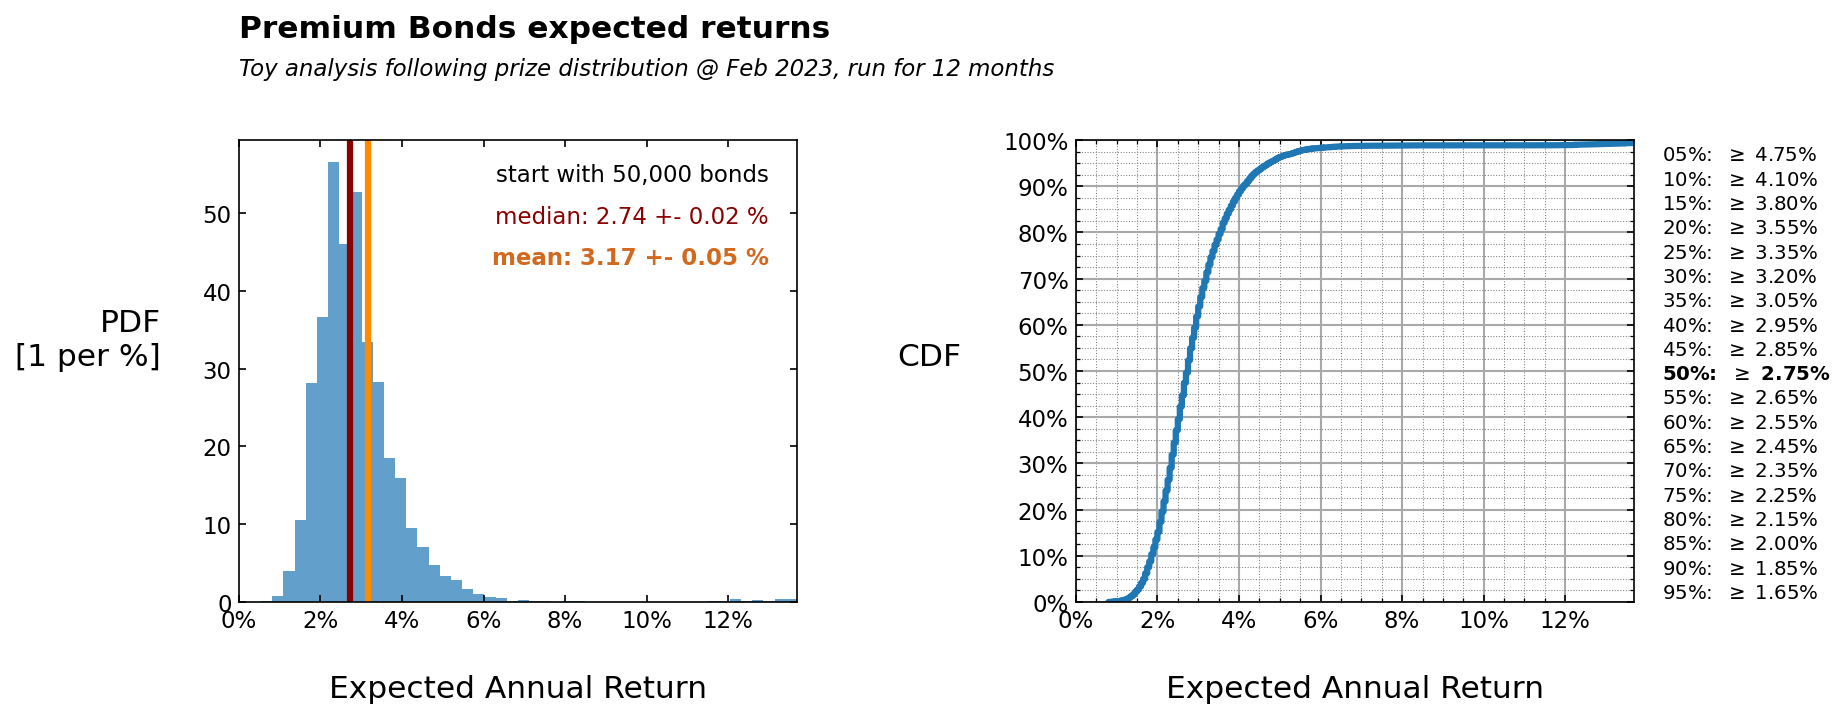 Premium Bonds expected returns
Toy analysis following prize distribution @ Feb 2023, run for 12 months
PDF
[1 per %]
50
40
30
20
10
0
0% 2% 4% 6% 8% 10% 12%
Expected Annual Return
start with 50,000 bonds
median: 2.74 +- 0.02 %
mean: 3.17 +- 0.05 %
CDF
100%
90%
80%
70%
60%
50%
40%
30%
20%
10%
0%
0% 2% 4% 6% 8% 10% 12%
Expected Annual Return
05%: ≥ 4.75%
10%: ≥ 4.10%
15%: ≥ 3.80%
20%: ≥ 3.55%
25%: ≥ 3.35%
30%: ≥ 3.20%
35%: ≥ 3.05%
40%: ≥ 2.95%
45%: ≥ 2.85%
50%: ≥ 2.75%
55%: ≥ 2.65%
60%: ≥ 2.55%
65%: ≥ 2.45%
70%: ≥ 2.35%
75%: ≥ 2.25%
80%: ≥ 2.15%
85%: ≥ 2.00%
90%: ≥ 1.85%
95%: ≥ 1.65%